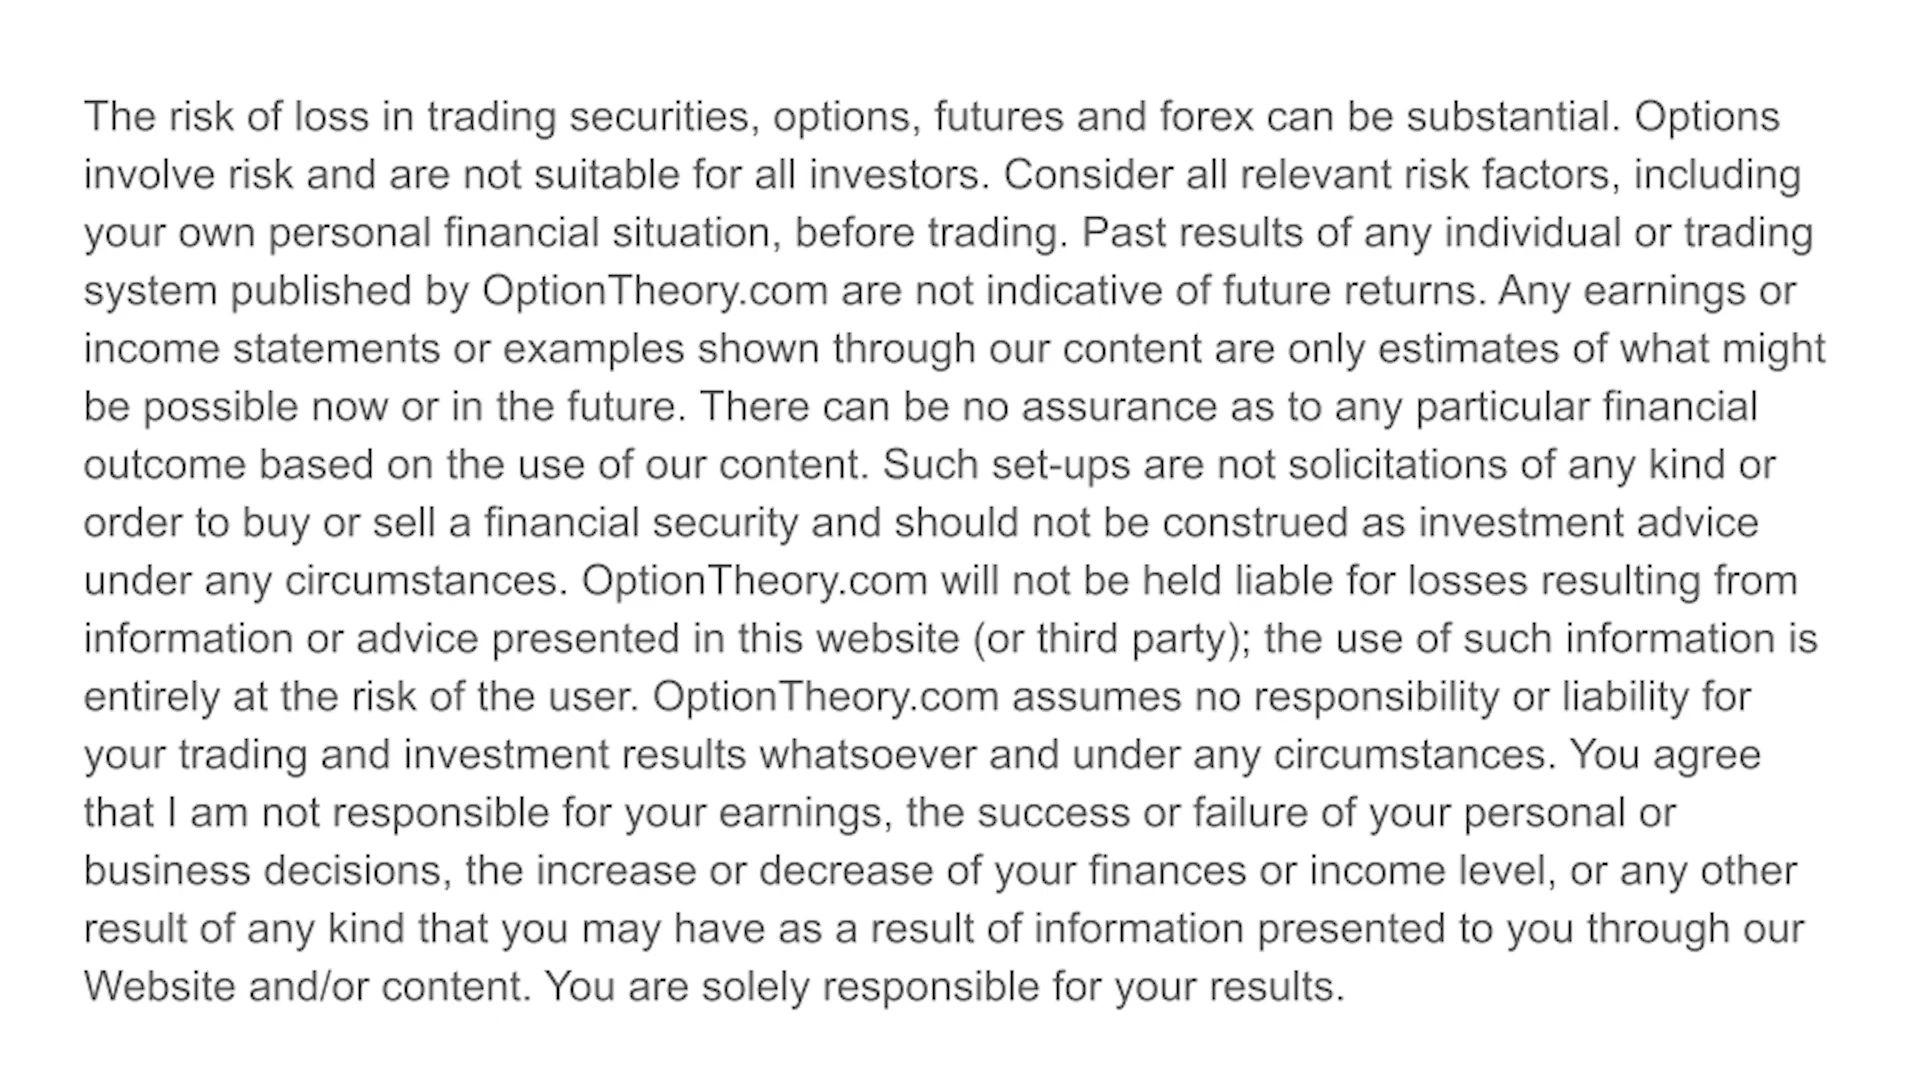 The risk of loss in trading securities, options, futures and forex can be substantial. Options
involve risk and are not suitable for all investors. Consider all relevant risk factors, including
your own personal financial situation, before trading. Past results of any individual or trading
system published by OptionTheory.com are not indicative of future returns. Any earnings or
income statements or examples shown through our content are only estimates of what might
be possible now or in the future. There can be no assurance as to any particular financial
outcome based on the use of our content. Such set-ups are not solicitations of any kind or
order to buy or sell a financial security and should not be construed as investment advice
under any circumstances. OptionTheory.com will not be held liable for losses resulting from
information or advice presented in this website (or third party); the use of such information is
entirely at the risk of the user. OptionTheory.com assumes no responsibility or liability for
your trading and investment results whatsoever and under any circumstances. You agree
that I am not responsible for your earnings, the success or failure of your personal or
business decisions, the increase or decrease of your finances or income level, or any other
result of any kind that you may have as a result of information presented to you through our
Website and/or content. You are solely responsible for your results.